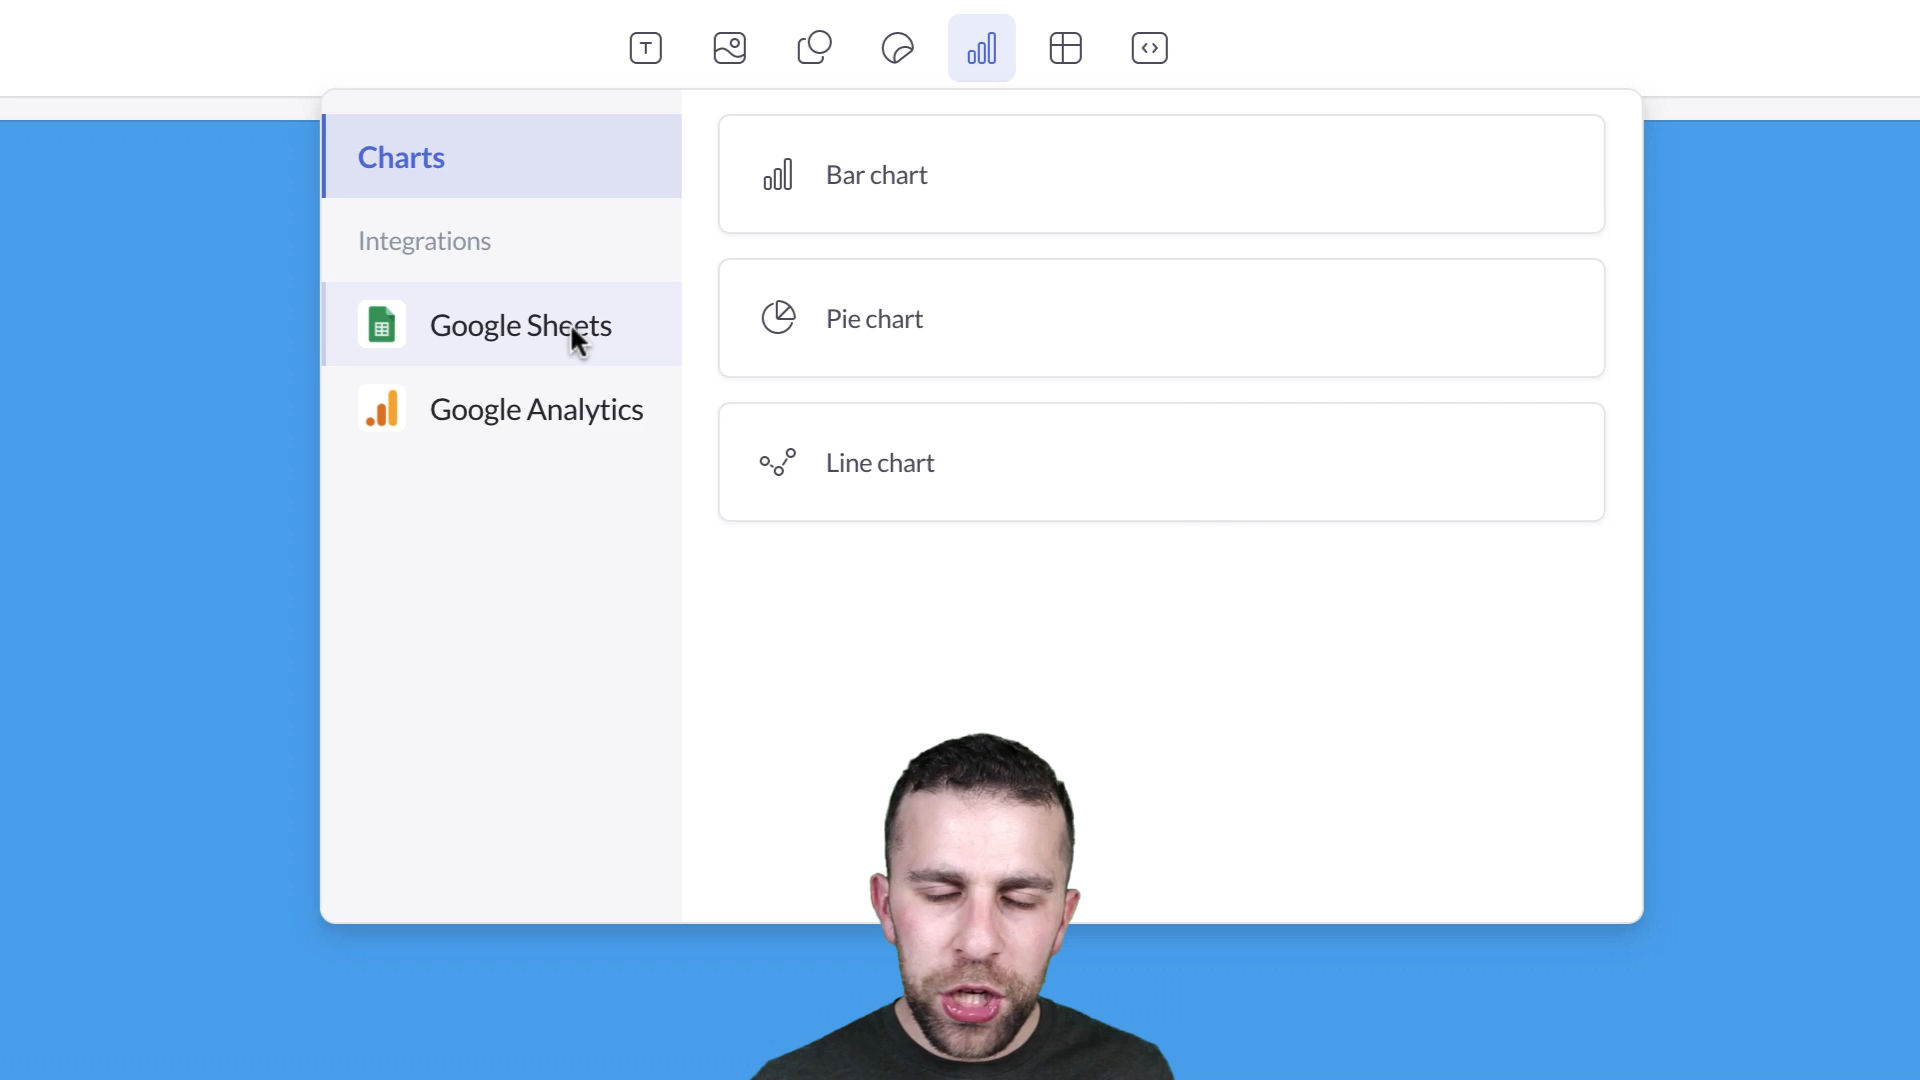 T
Charts
Integrations
Google Sheets
Google Analytics
Bar chart
Pie chart
Line chart